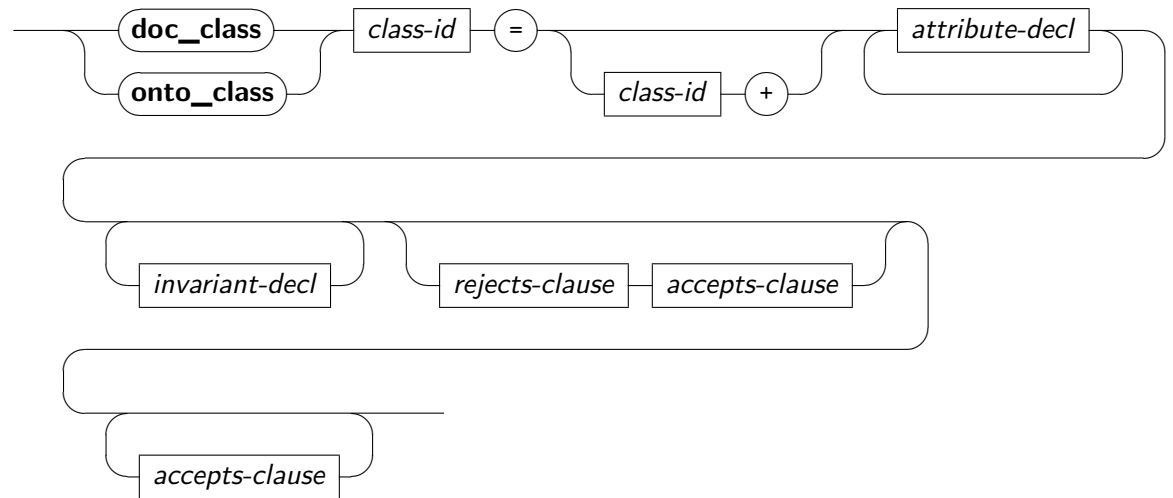 doc_class class-id = attribute-decl
onto_class class-id +
invariant-decl rejects-clause accepts-clause
accepts-clause